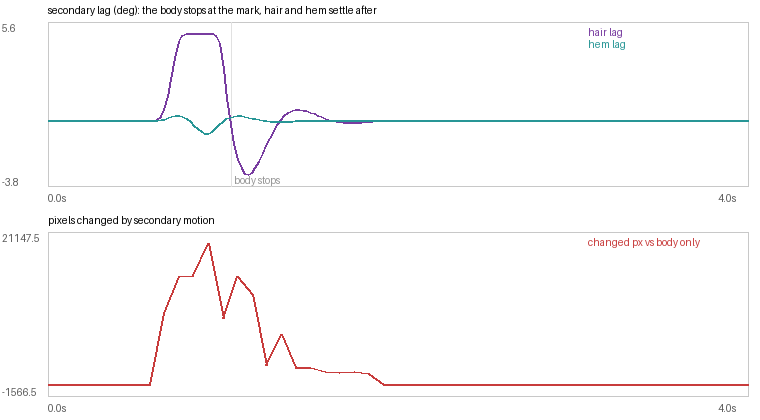 secondary lag (deg): the body stops at the mark, hair and hem settle after
5.6
hair lag
hem lag
body stops
-3.8
0.0s
4.0s
pixels changed by secondary motion
21147.5
changed px vs body only
-1566.5
0.0s
4.0s